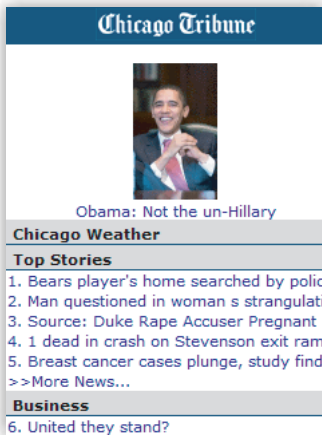 Chicago Tribune
Obama: Not the un-Hillary
Chicago Weather
Top Stories
1. Bears player's home searched by polic
2. Man questioned in woman s strangulati
3. Source: Duke Rape Accuser Pregnant
4. 1 dead in crash on Stevenson exit ram
5. Breast cancer cases plunge, study find
>>More News...
Business
6. United they stand?